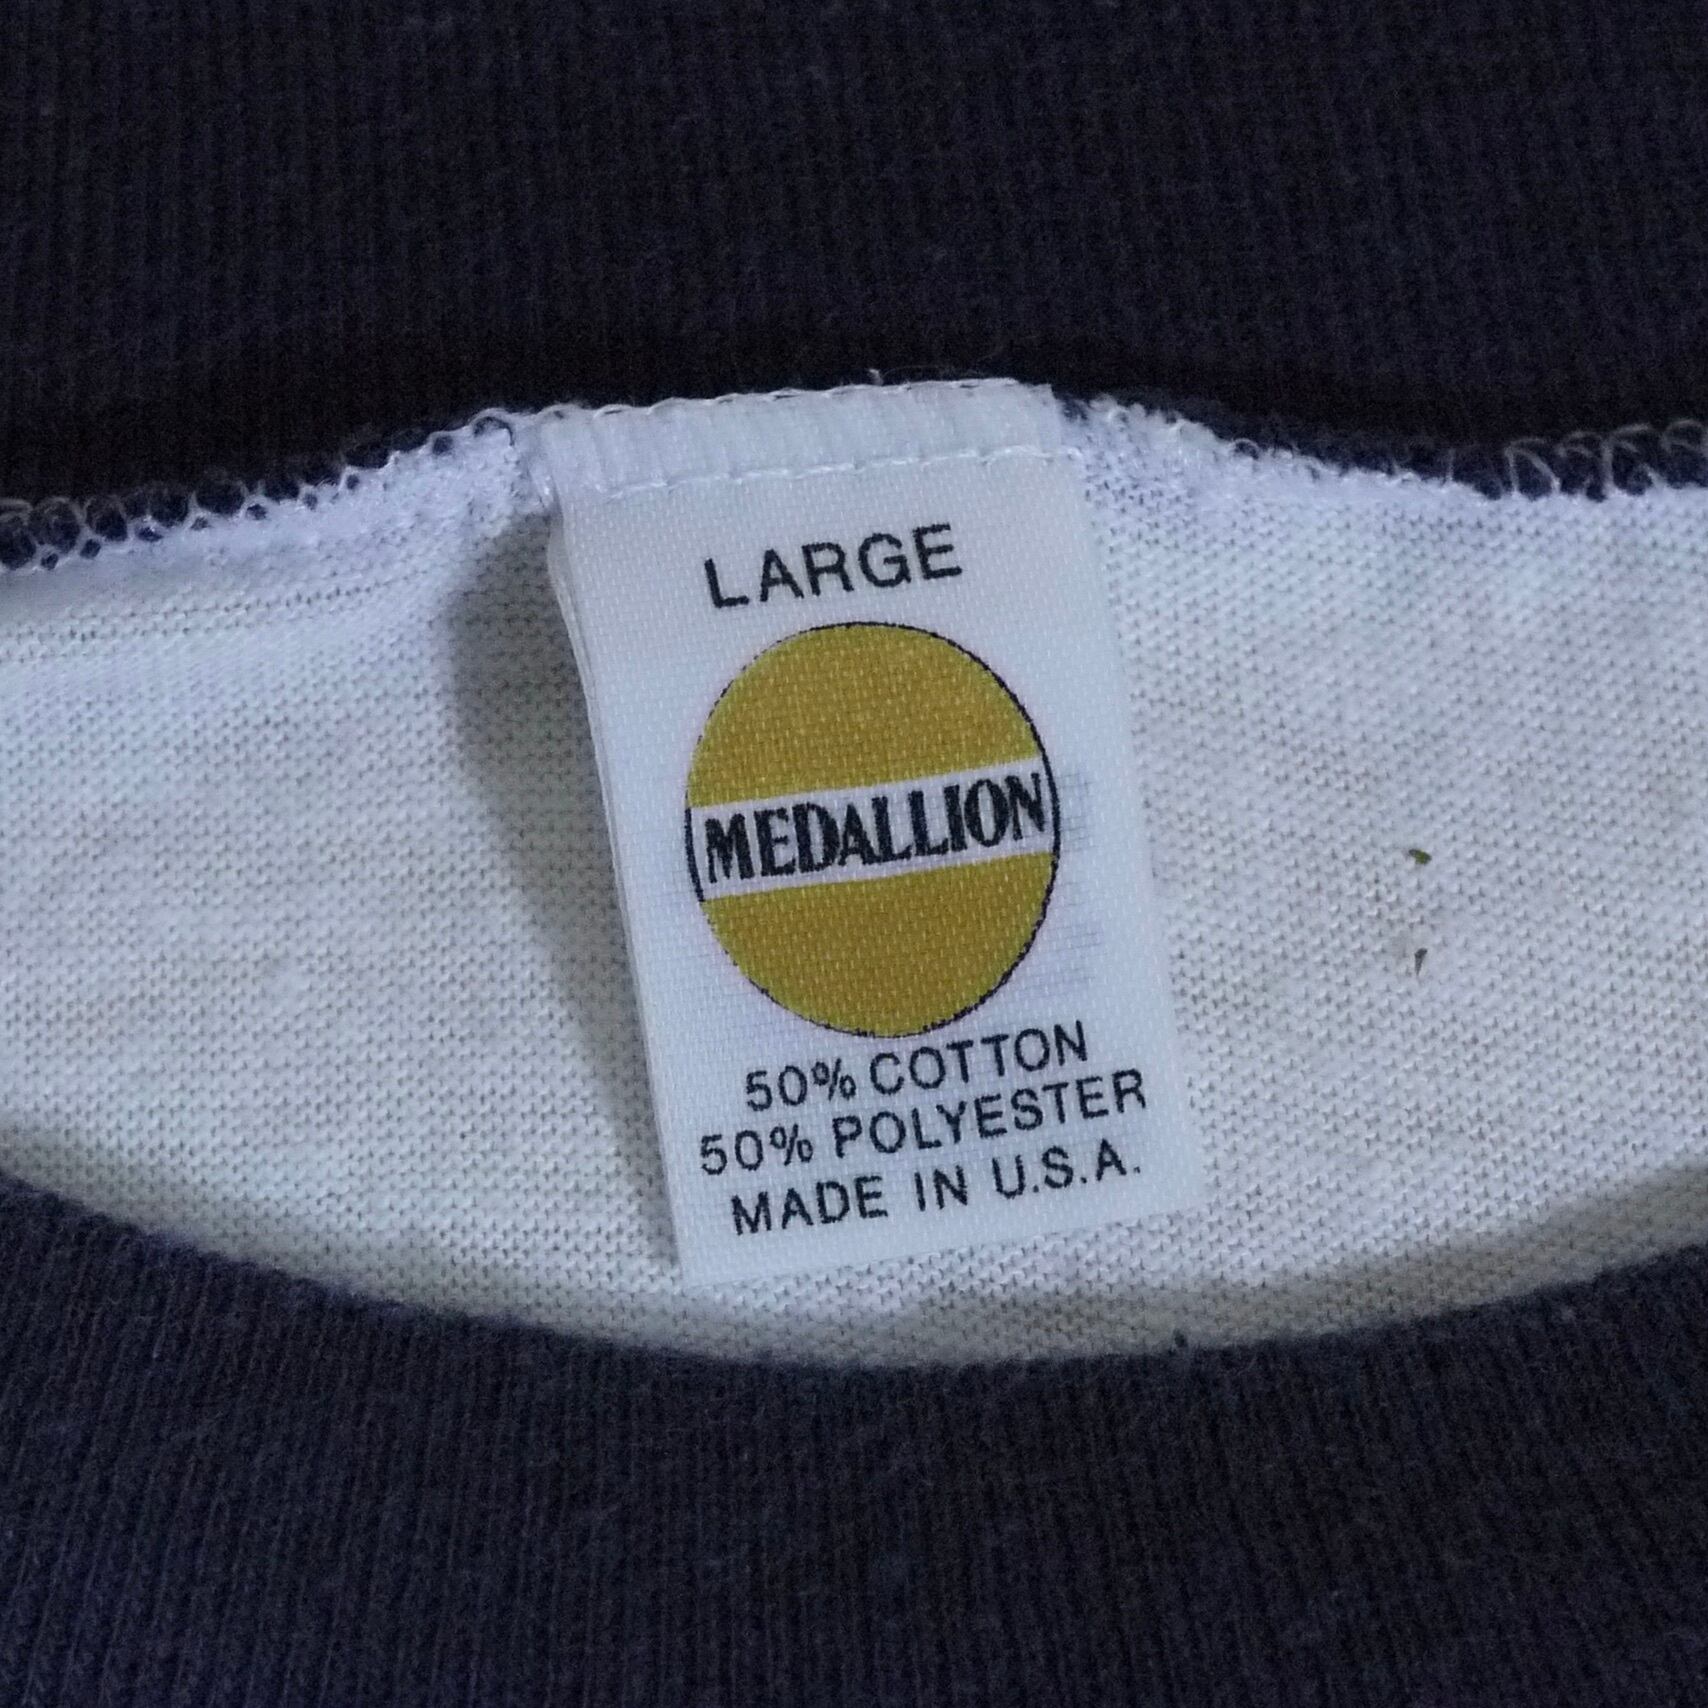 LARGE
MEDALLION
50% COTTON
50% POLYESTER
MADE IN U.S.A.